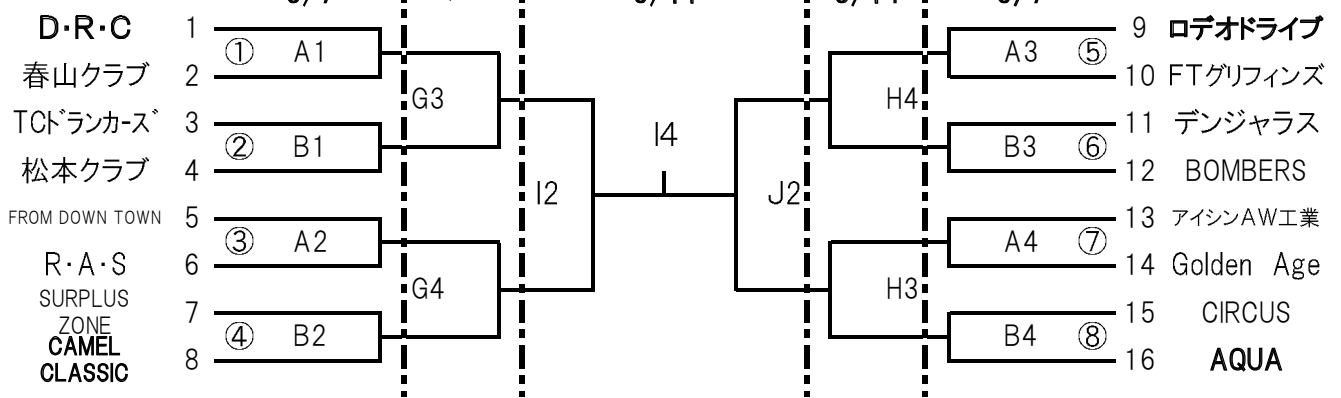 D・R・C 1
① A1
春山クラブ 2
G3
TCドランカーズ 3
② B1
松本クラブ 4
I2
FROM DOWN TOWN 5
③ A2
R・A・S 6
G4
SURPLUS
ZONE 7
④ B2
CAMEL
CLASSIC 8
I4
J2
9 ロデオドライブ
A3 ⑤
10 FTグリフィンズ
H4
11 デンジャラス
B3 ⑥
12 BOMBERS
13 アイシンAW工業
A4 ⑦
14 Golden Age
H3
15 CIRCUS
B4 ⑧
16 AQUA